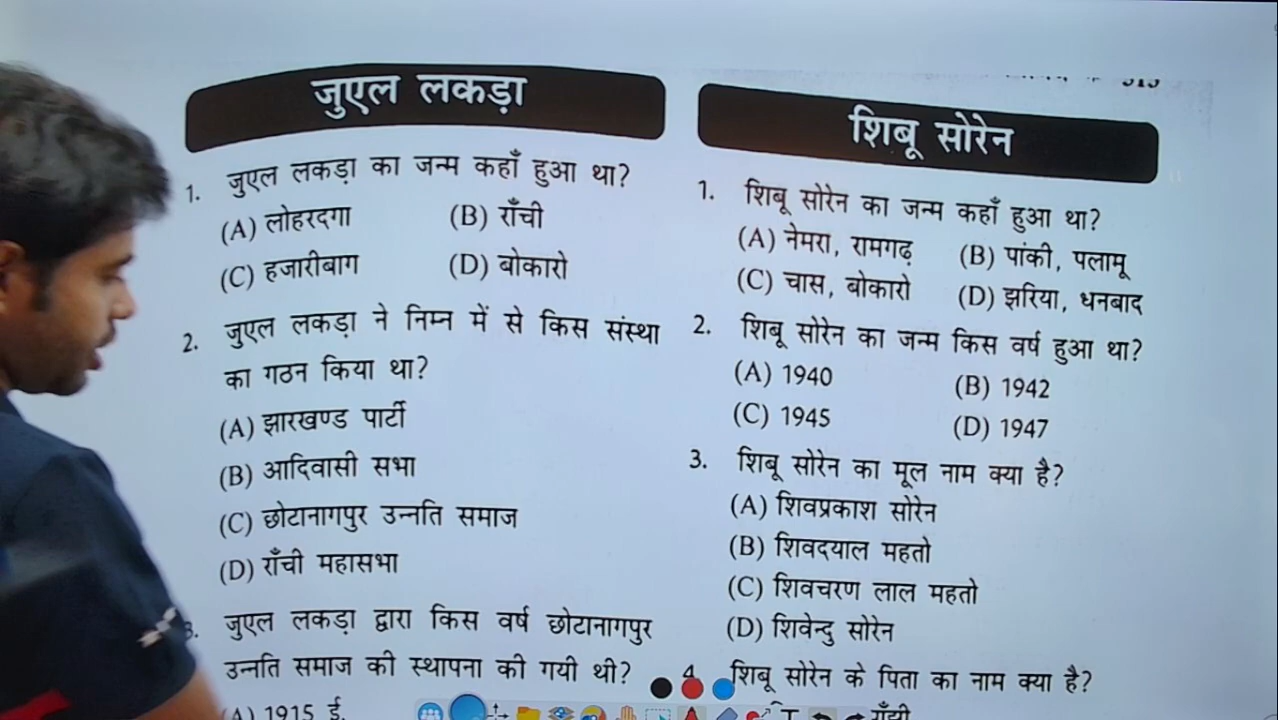 जुएल लकड़ा
1. जुएल लकड़ा का जन्म कहाँ हुआ था?
(A) लोहरदगा (B) राँची
(C) हजारीबाग (D) बोकारो
2. जुएल लकड़ा ने निम्न में से किस संस्था
का गठन किया था?
(A) झारखण्ड पार्टी
(B) आदिवासी सभा
(C) छोटानागपुर उन्नति समाज
(D) राँची महासभा
3. जुएल लकड़ा द्वारा किस वर्ष छोटानागपुर
उन्नति समाज की स्थापना की गयी थी?
(A) 1915 ई.
शिबू सोरेन
1. शिबू सोरेन का जन्म कहाँ हुआ था?
(A) नेमरा, रामगढ़ (B) पांकी, पलामू
(C) चास, बोकारो (D) झरिया, धनबाद
2. शिबू सोरेन का जन्म किस वर्ष हुआ था?
(A) 1940 (B) 1942
(C) 1945 (D) 1947
3. शिबू सोरेन का मूल नाम क्या है?
(A) शिवप्रकाश सोरेन
(B) शिवदयाल महतो
(C) शिवचरण लाल महतो
(D) शिवेन्दु सोरेन
4. शिबू सोरेन के पिता का नाम क्या है?